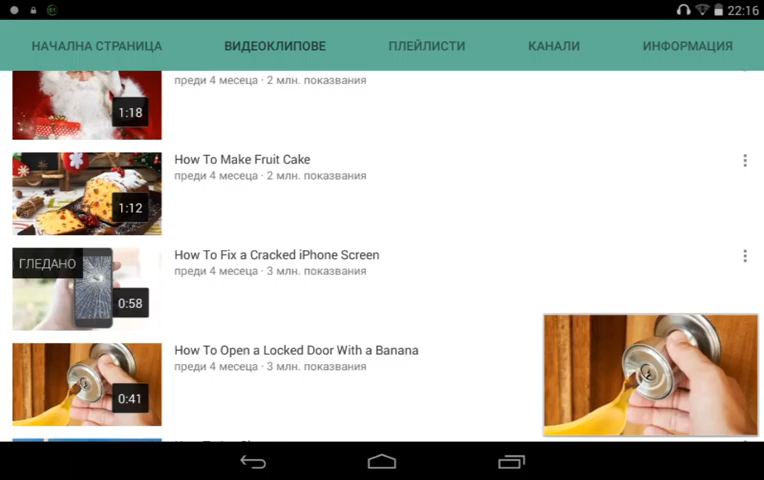 22:16
НАЧАЛНА СТРАНИЦА ВИДЕОКЛИПОВЕ ПЛЕЙЛИСТИ КАНАЛИ ИНФОРМАЦИЯ
преди 4 месеца · 2 млн. показвания
1:18
How To Make Fruit Cake
преди 4 месеца · 2 млн. показвания
1:12
How To Fix a Cracked iPhone Screen
преди 4 месеца · 3 млн. показвания
ГЛЕДАНО
0:58
How To Open a Locked Door With a Banana
преди 4 месеца · 3 млн. показвания
0:41